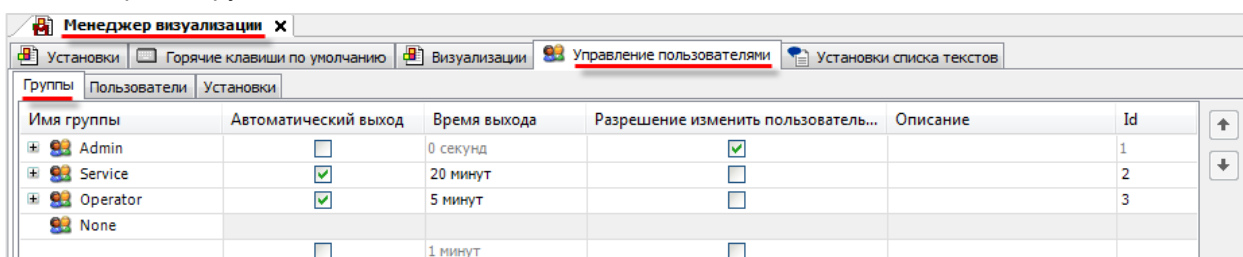 Менеджер визуализации X
Установки Горячие клавиши по умолчанию Визуализации Управление пользователями Установки списка текстов
Группы Пользователи Установки
Имя группы Автоматический выход Время выхода Разрешение изменить пользователь... Описание Id
Admin 0 секунд 1
Service 20 минут 2
Operator 5 минут 3
None
1 минут